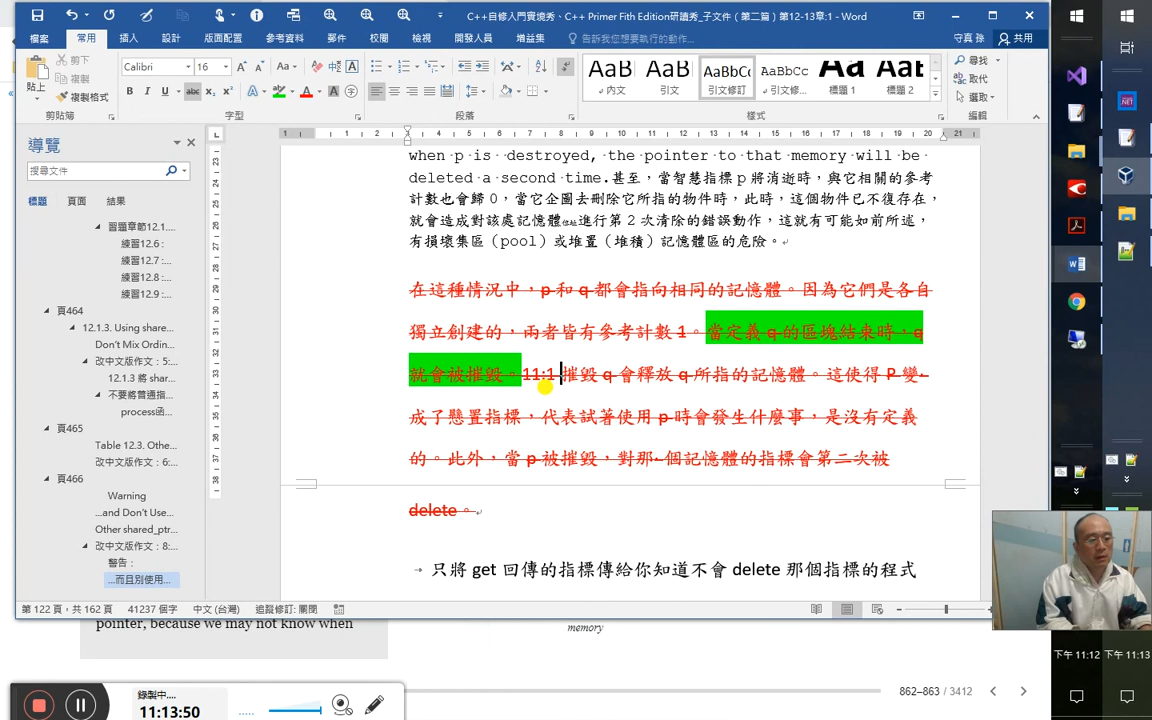 C++自修入門實境秀、C++ Primer Fith Edition研讀秀_子文件（第二篇）第12-13章:1 - Word
檔案 常用 插入 設計 版面配置 參考資料 郵件 校閱 檢視 開發人員 增益集 告訴我您想要執行的動作... 守真 孫 共用
貼上 剪下 複製 複製格式
Calibri 16
剪貼簿 字型 段落 樣式 編輯
AaB AaB AaBbCc AaBbCc AaB Aat
內文 引文 引文修訂 引文修... 標題 1 標題 2
尋找 取代 選取
導覽
搜尋文件
標題 頁面 結果
習題章節12.1....
練習12.6 :
練習12.7 :...
練習12.8
練習12.9 :...
頁464
12.1.3. Using share...
Don't Mix Ordin...
改中文版作文：5:...
12.1.3 將 shar...
不要將普通指...
process函...
頁465
Table 12.3. Othe...
改中文版作文：6:...
頁466
Warning
...and Don't Use...
Other shared_ptr...
改中文版作文：8:...
警告：
...而且別使用...
when p is destroyed, the pointer to that memory will be
deleted a second time.甚至，當智慧指標 p 將消逝時，與它相關的參考
計數也會歸 0，當它企圖去刪除它所指的物件時，此時，這個物件已不復存在，
就會造成對該處記憶體位址進行第 2 次清除的錯誤動作，這就有可能如前所述，
有損壞集區（pool）或堆置（堆積）記憶體區的危險。
在這種情況中，p 和 q 都會指向相同的記憶體。因為它們是各自
獨立創建的，兩者皆有參考計數 1。當定義 q 的區塊結束時，q
就會被摧毀。11:1 摧毀 q 會釋放 q 所指的記憶體。這使得 P 變
成了懸置指標，代表試著使用 p 時會發生什麼事，是沒有定義
的。此外，當 p 被摧毀，對那一個記憶體的指標會第二次被
delete。
只將 get 回傳的指標傳給你知道不會 delete 那個指標的程式
第 122 頁，共 162 頁 41237 個字 中文 (台灣) 追蹤修訂: 關閉
pointer, because we may not know when
memory
862–863 / 3412
錄製中....
11:13:50
下午 11:12 下午 11:13